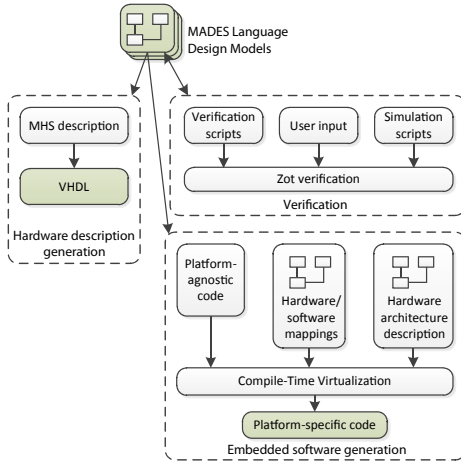 MADES Language
Design Models
MHS description
VHDL
Hardware description
generation
Verification
scripts
User input
Simulation
scripts
Zot verification
Verification
Platform-
agnostic
code
Hardware/
software
mappings
Hardware
architecture
description
Compile-Time Virtualization
Platform-specific code
Embedded software generation